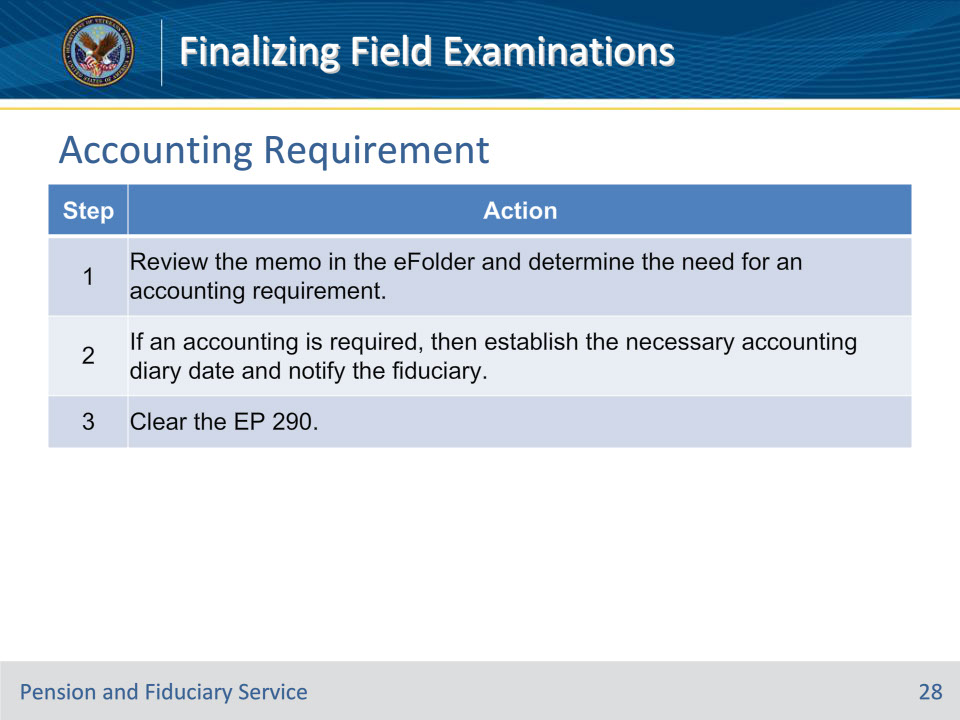 Finalizing Field Examinations
Accounting Requirement
Step Action
1 Review the memo in the eFolder and determine the need for an
accounting requirement.
2 If an accounting is required, then establish the necessary accounting
diary date and notify the fiduciary.
3 Clear the EP 290.
Pension and Fiduciary Service 28